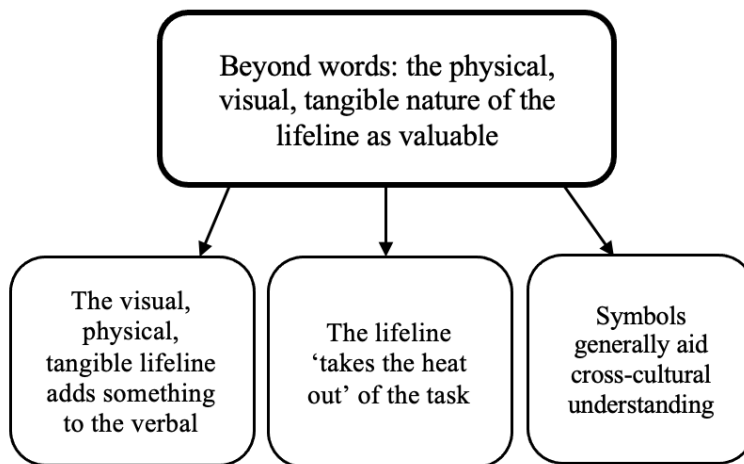 Beyond words: the physical,
visual, tangible nature of the
lifeline as valuable
The visual,
physical,
tangible lifeline
adds something
to the verbal
The lifeline
‘takes the heat
out’ of the task
Symbols
generally aid
cross-cultural
understanding